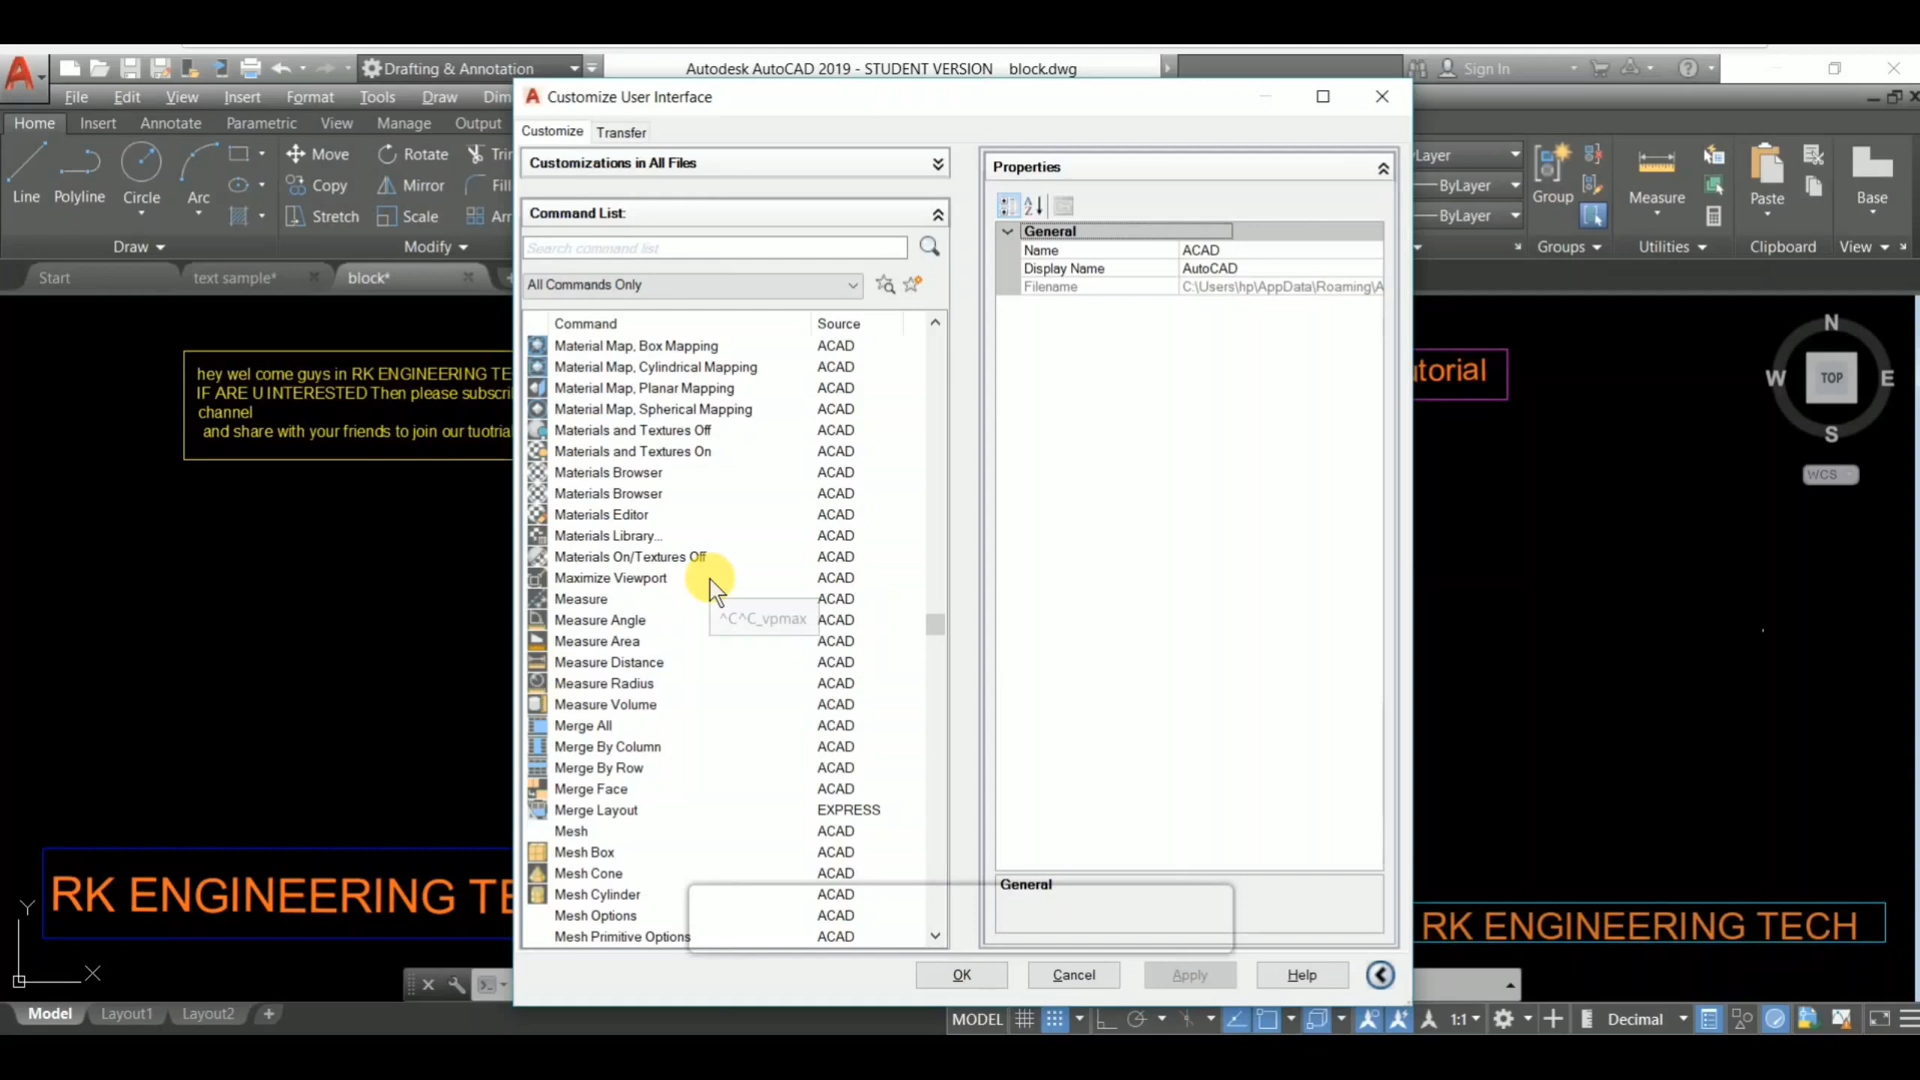 Drafting & Annotation
Autodesk AutoCAD 2019 - STUDENT VERSION block.dwg
Sign In
File Edit View Insert Format Tools Draw Dim
Customize User Interface
Home Insert Annotate Parametric View Manage Output
Customize Transfer
Line Polyline Circle Arc
Move Rotate Tri
Copy Mirror Fill
Stretch Scale Arr
Draw Modify
Layer
ByLayer
ByLayer
Group Measure Paste Base
Groups Utilities Clipboard View
Start text sample* block*
Customizations in All Files
Command List:
Search command list
All Commands Only
Command Source
Material Map, Box Mapping ACAD
Material Map, Cylindrical Mapping ACAD
Material Map, Planar Mapping ACAD
Material Map, Spherical Mapping ACAD
Materials and Textures Off ACAD
Materials and Textures On ACAD
Materials Browser ACAD
Materials Browser ACAD
Materials Editor ACAD
Materials Library... ACAD
Materials On/Textures Off ACAD
Maximize Viewport ACAD
Measure ACAD
^C^C_vpmax
Measure Angle ACAD
Measure Area ACAD
Measure Distance ACAD
Measure Radius ACAD
Measure Volume ACAD
Merge All ACAD
Merge By Column ACAD
Merge By Row ACAD
Merge Face ACAD
Merge Layout EXPRESS
Mesh ACAD
Mesh Box ACAD
Mesh Cone ACAD
Mesh Cylinder ACAD
Mesh Options ACAD
Mesh Primitive Options ACAD
Properties
General
Name ACAD
Display Name AutoCAD
Filename C:\Users\hp\AppData\Roaming\A
General
OK Cancel Apply Help
hey wel come guys in RK ENGINEERING TE
IF ARE U INTERESTED Then please subscri
channel
and share with your friends to join our tuotria
utorial
N
W TOP E
S
WCS
RK ENGINEERING TE
RK ENGINEERING TECH
Y
X
Model Layout1 Layout2
MODEL 1:1 Decimal